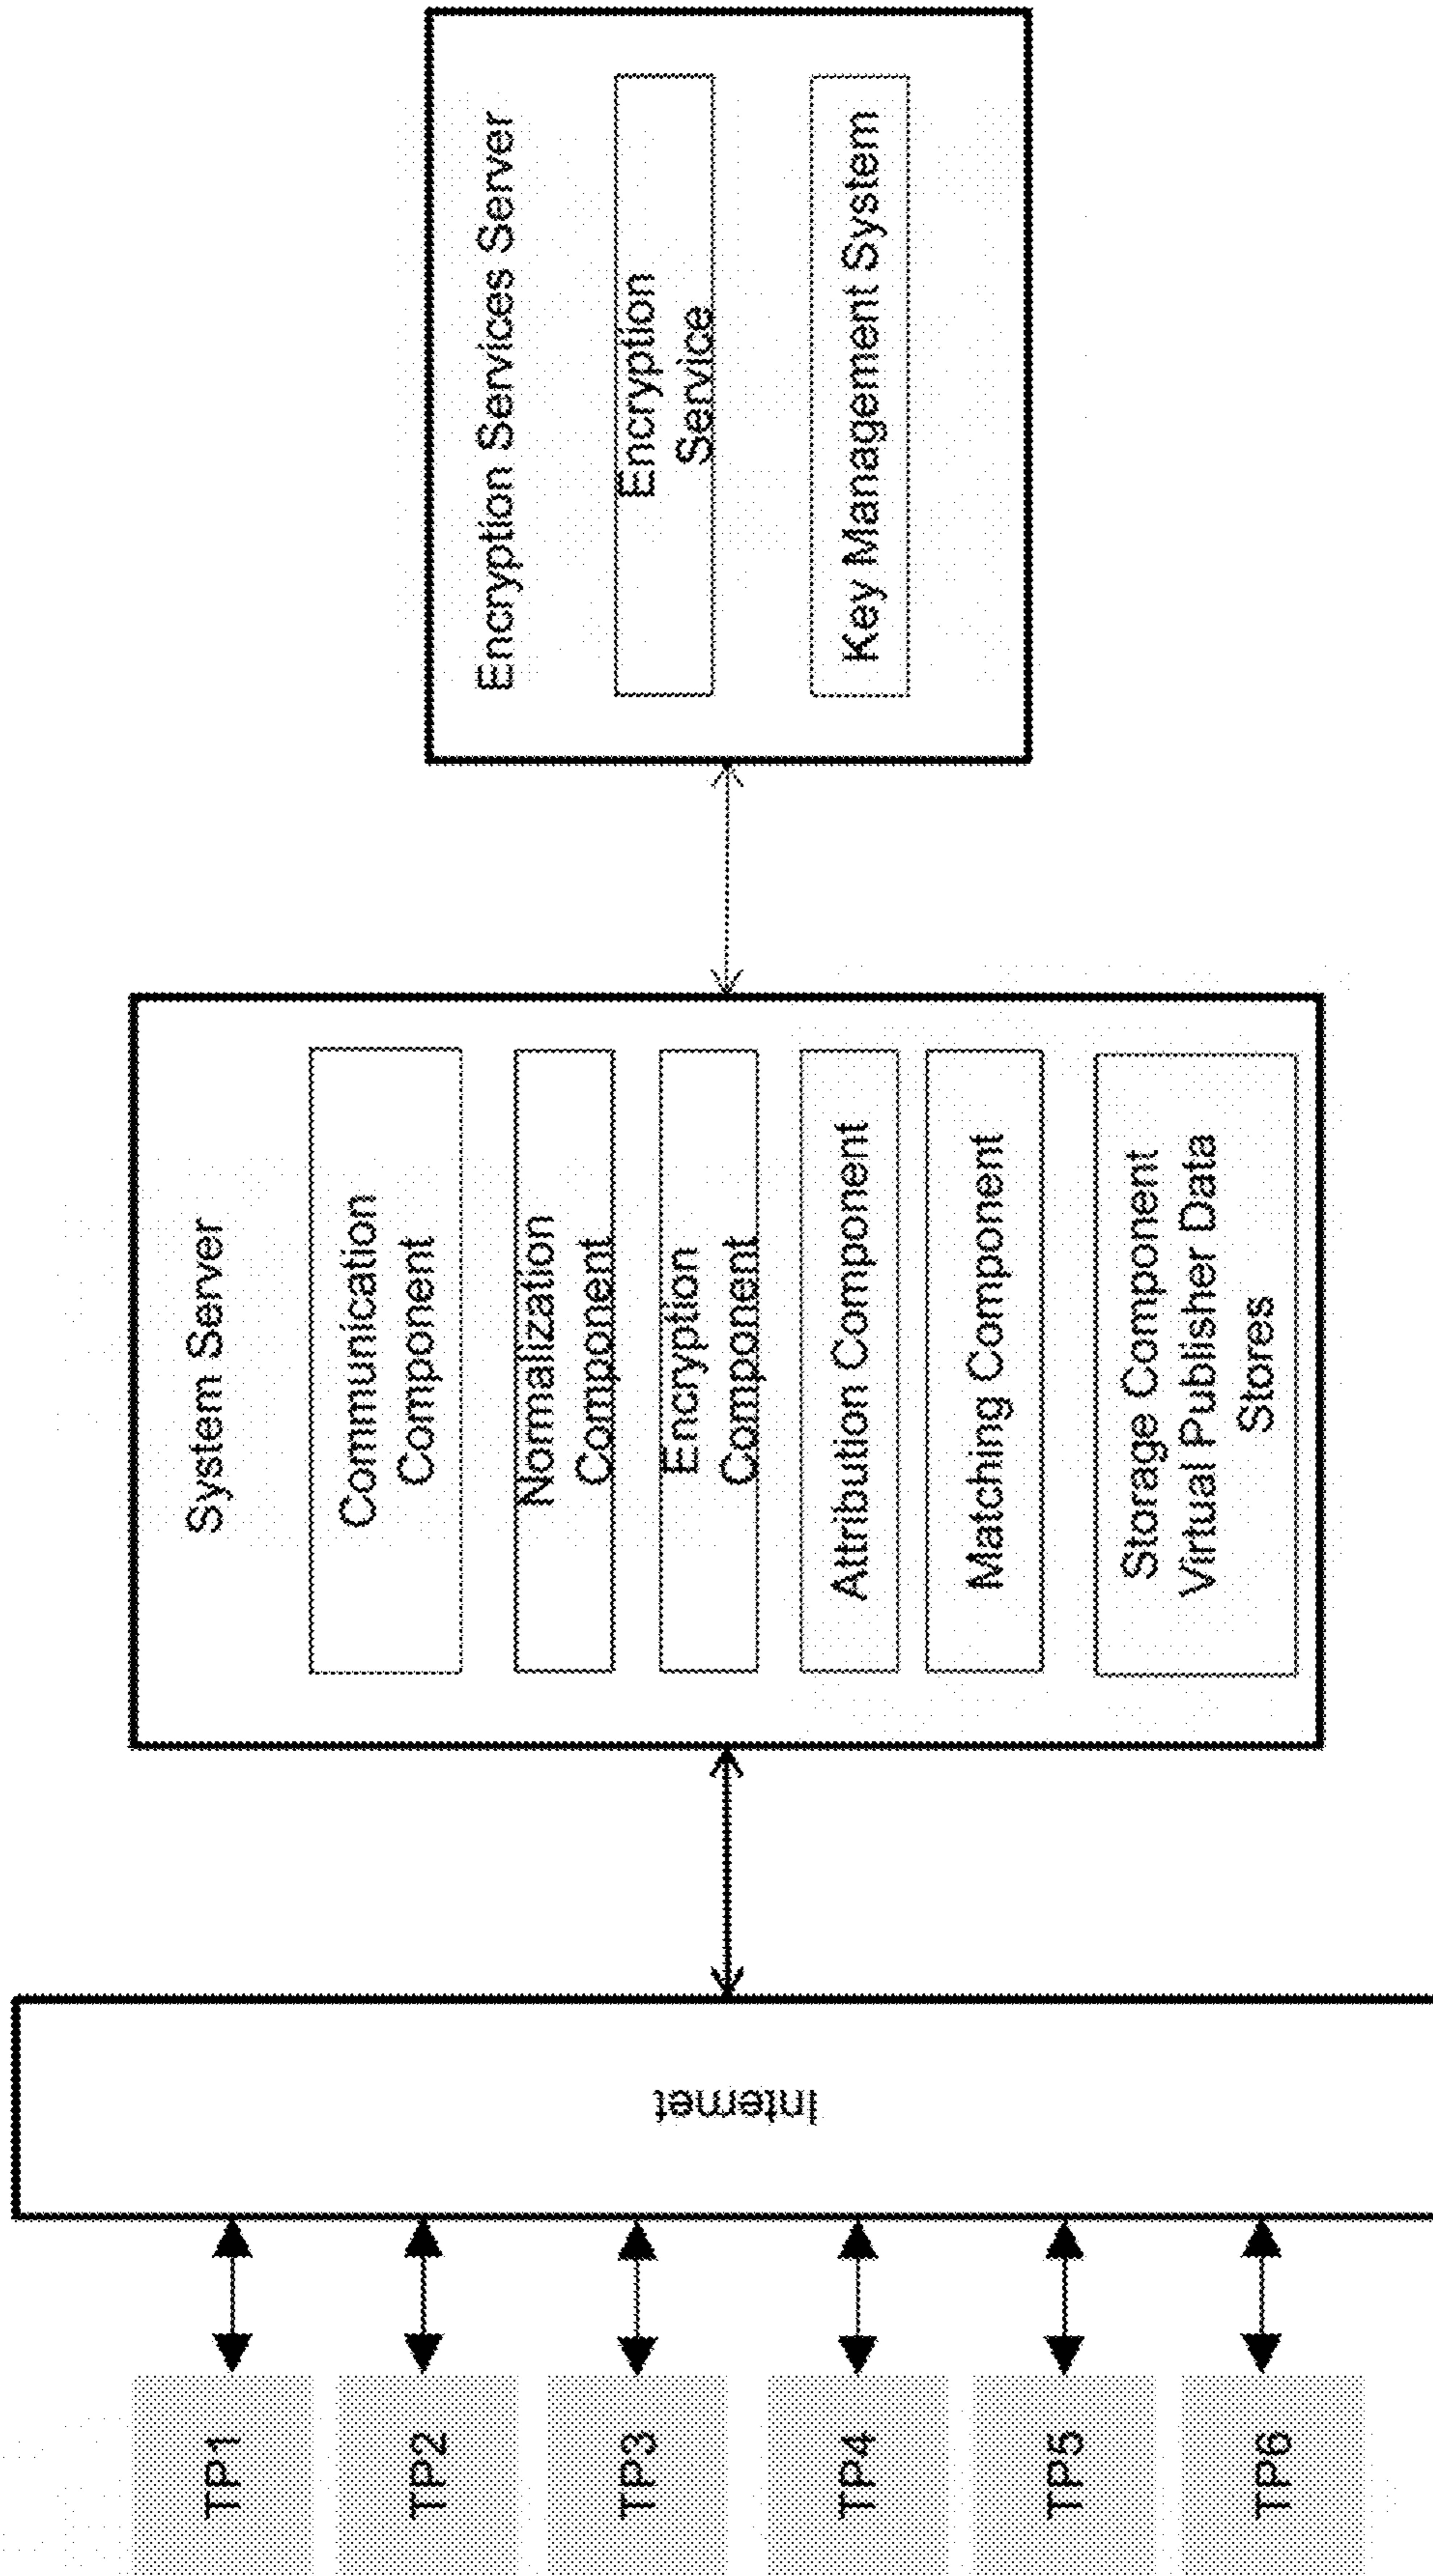 TP1
TP2
TP3
TP4
TP5
TP6
Internet
System Server
Communication
Component
Normalization
Component
Encryption
Component
Attribution Component
Matching Component
Storage Component
Virtual Publisher Data
Stores
Encryption Services Server
Encryption
Service
Key Management System